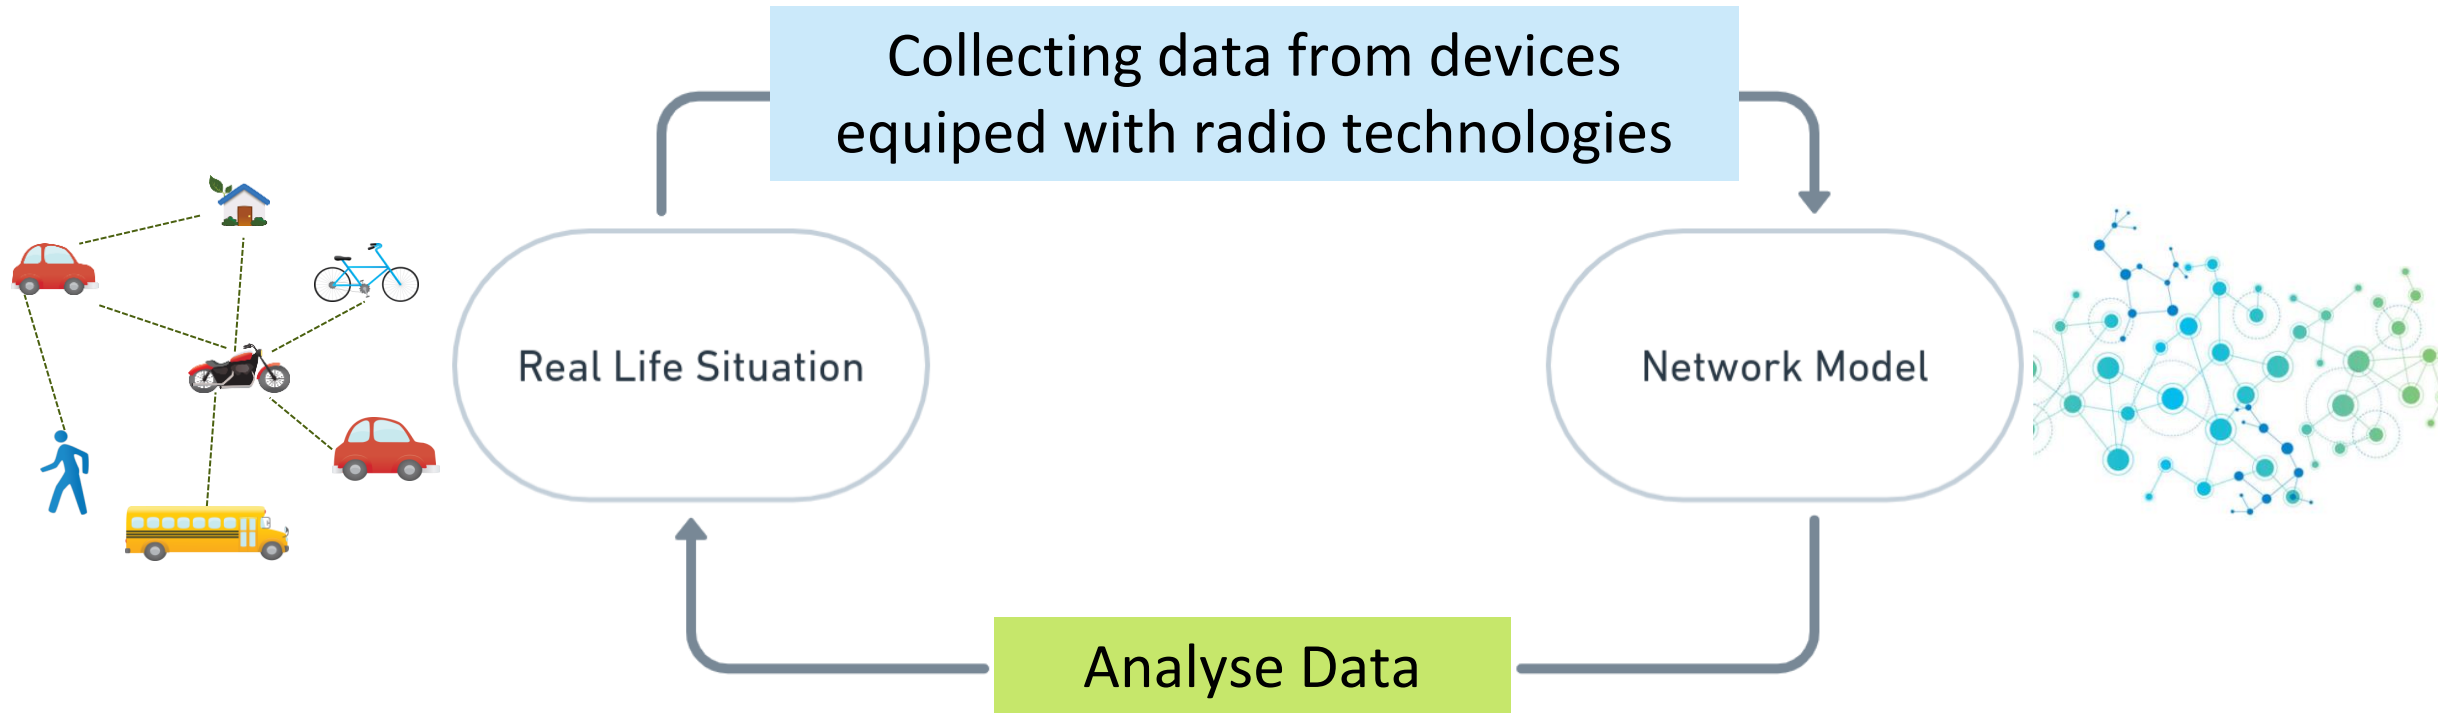 Collecting data from devices
equiped with radio technologies
Real Life Situation
Network Model
Analyse Data